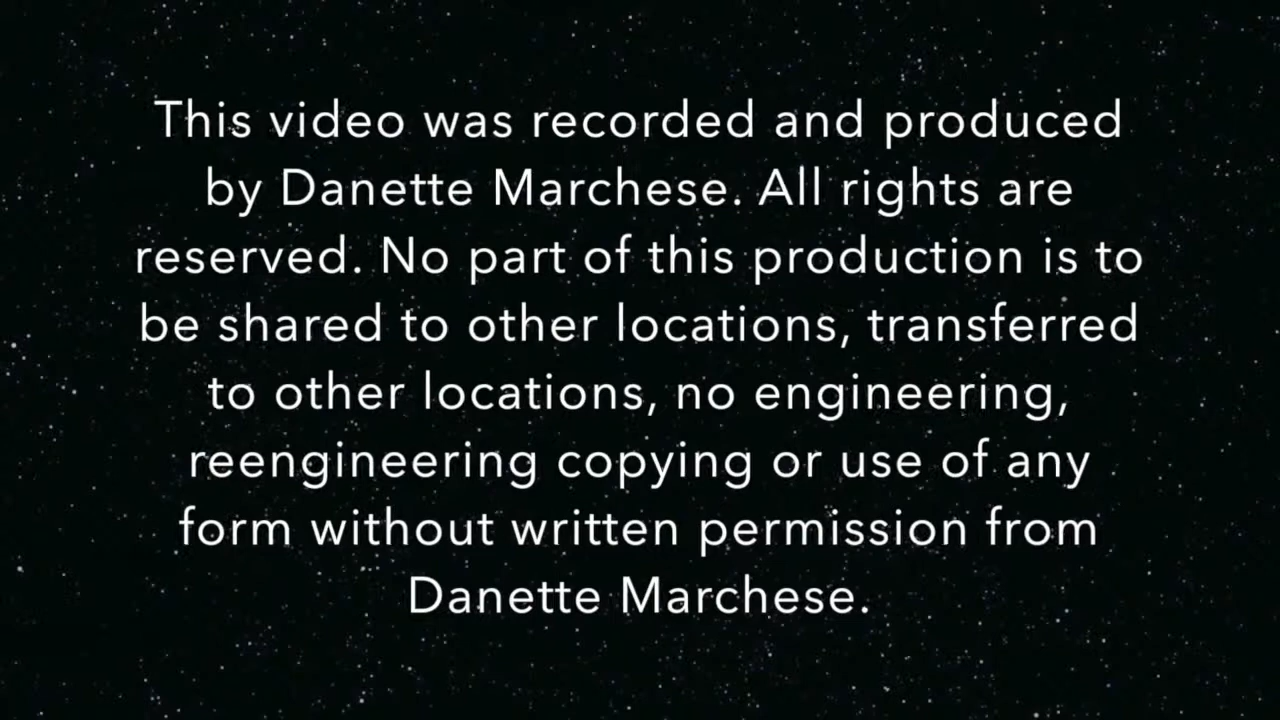 This video was recorded and produced
by Danette Marchese. All rights are
reserved. No part of this production is to
be shared to other locations, transferred
to other locations, no engineering,
reengineering copying or use of any
form without written permission from
Danette Marchese.